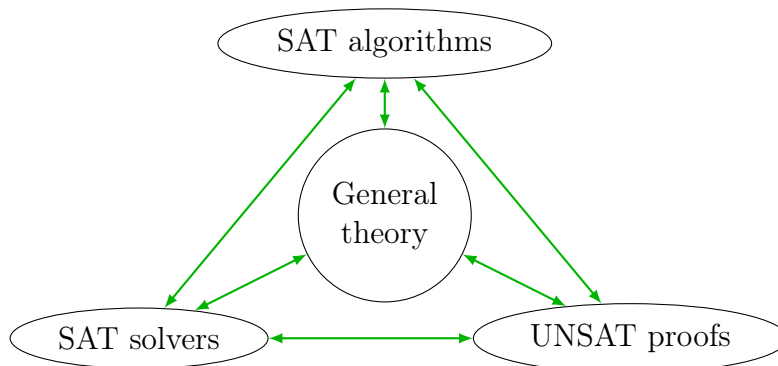 SAT algorithms
General
theory
SAT solvers
UNSAT proofs